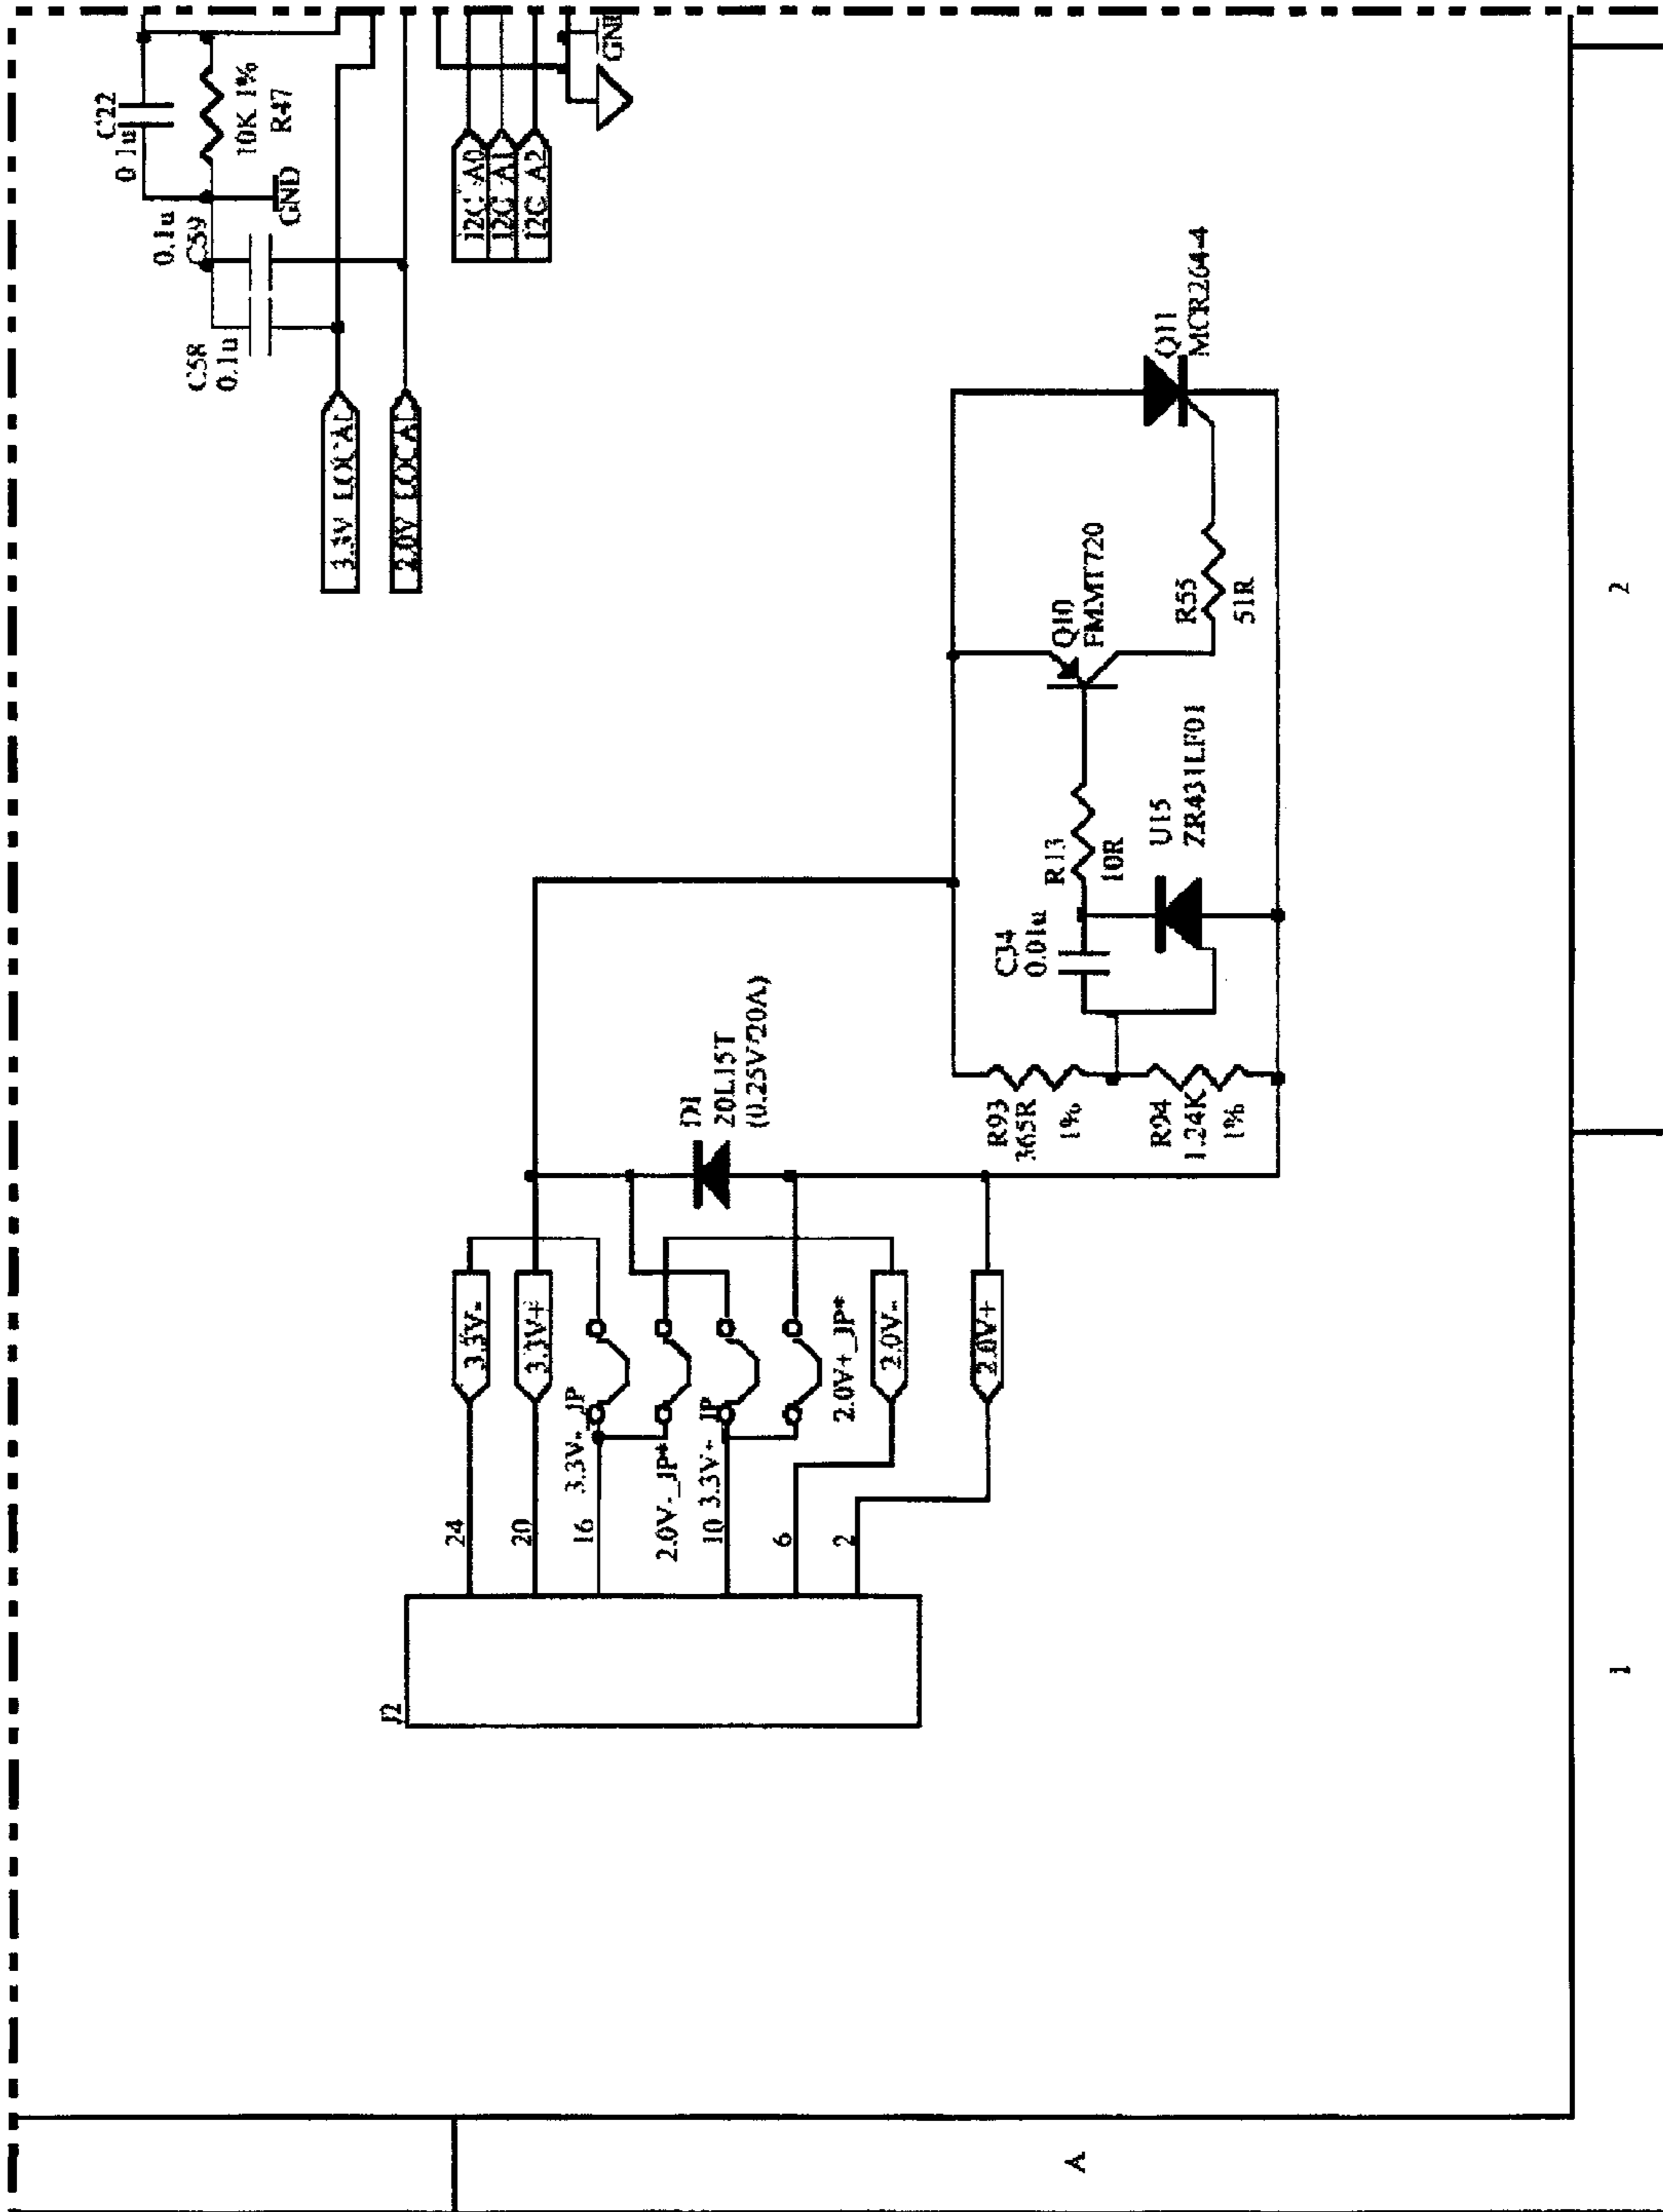 C22
0.1u
10K 1%
R47
0.1u
C59
GND
C58
0.1u
3.3V_LOCAL
2.0V_LOCAL
I2C_A0
I2C_A1
I2C_A2
GND
J2
24
3.3V-
20
3.3V+
16
3.3V-_JP
2.0V-_JP*
10
3.3V+_JP
6
2.0V+_JP*
2.0V-
2
2.0V+
D1
20L15T
(0.25V/20A)
R93
365R
1%
R94
1.24K
1%
C34
0.01u
R13
10R
U15
ZR431LF01
Q10
FMMT720
R55
51R
Q11
MCR264-4
1
2
A